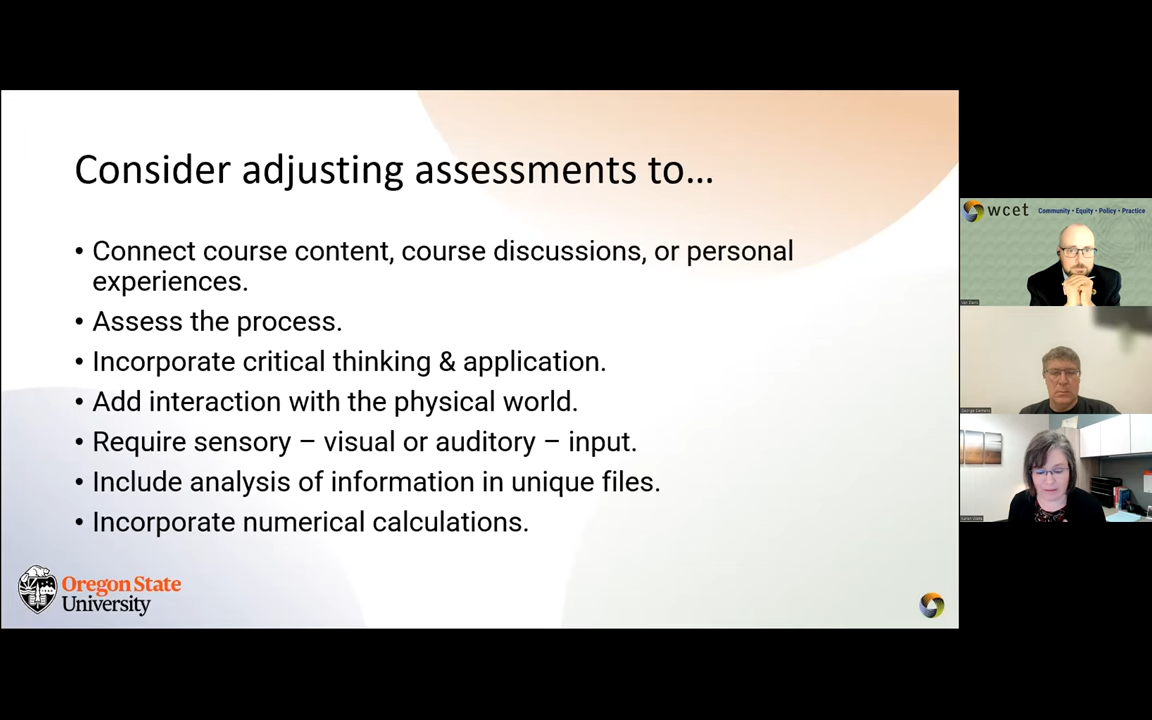 Consider adjusting assessments to...
• Connect course content, course discussions, or personal
experiences.
• Assess the process.
• Incorporate critical thinking & application.
• Add interaction with the physical world.
• Require sensory – visual or auditory – input.
• Include analysis of information in unique files.
• Incorporate numerical calculations.
Oregon State
University
wcet
Community • Equity • Policy • Practice